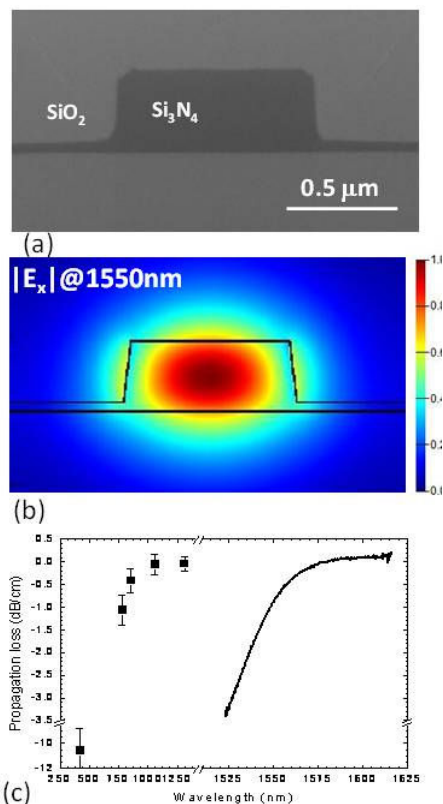 SiO2
Si3N4
0.5 µm
(a)
|Ex|@1550nm
1.0
0.8
0.6
0.4
0.2
0.0
(b)
Propagation loss (dB/cm)
0.5
0.0
-0.5
-1.0
-1.5
-2.0
-2.5
-3.0
-3.5
-10
-12
250 500 750 1000 1250 1525 1550 1575 1600 1625
Wavelength (nm)
(c)